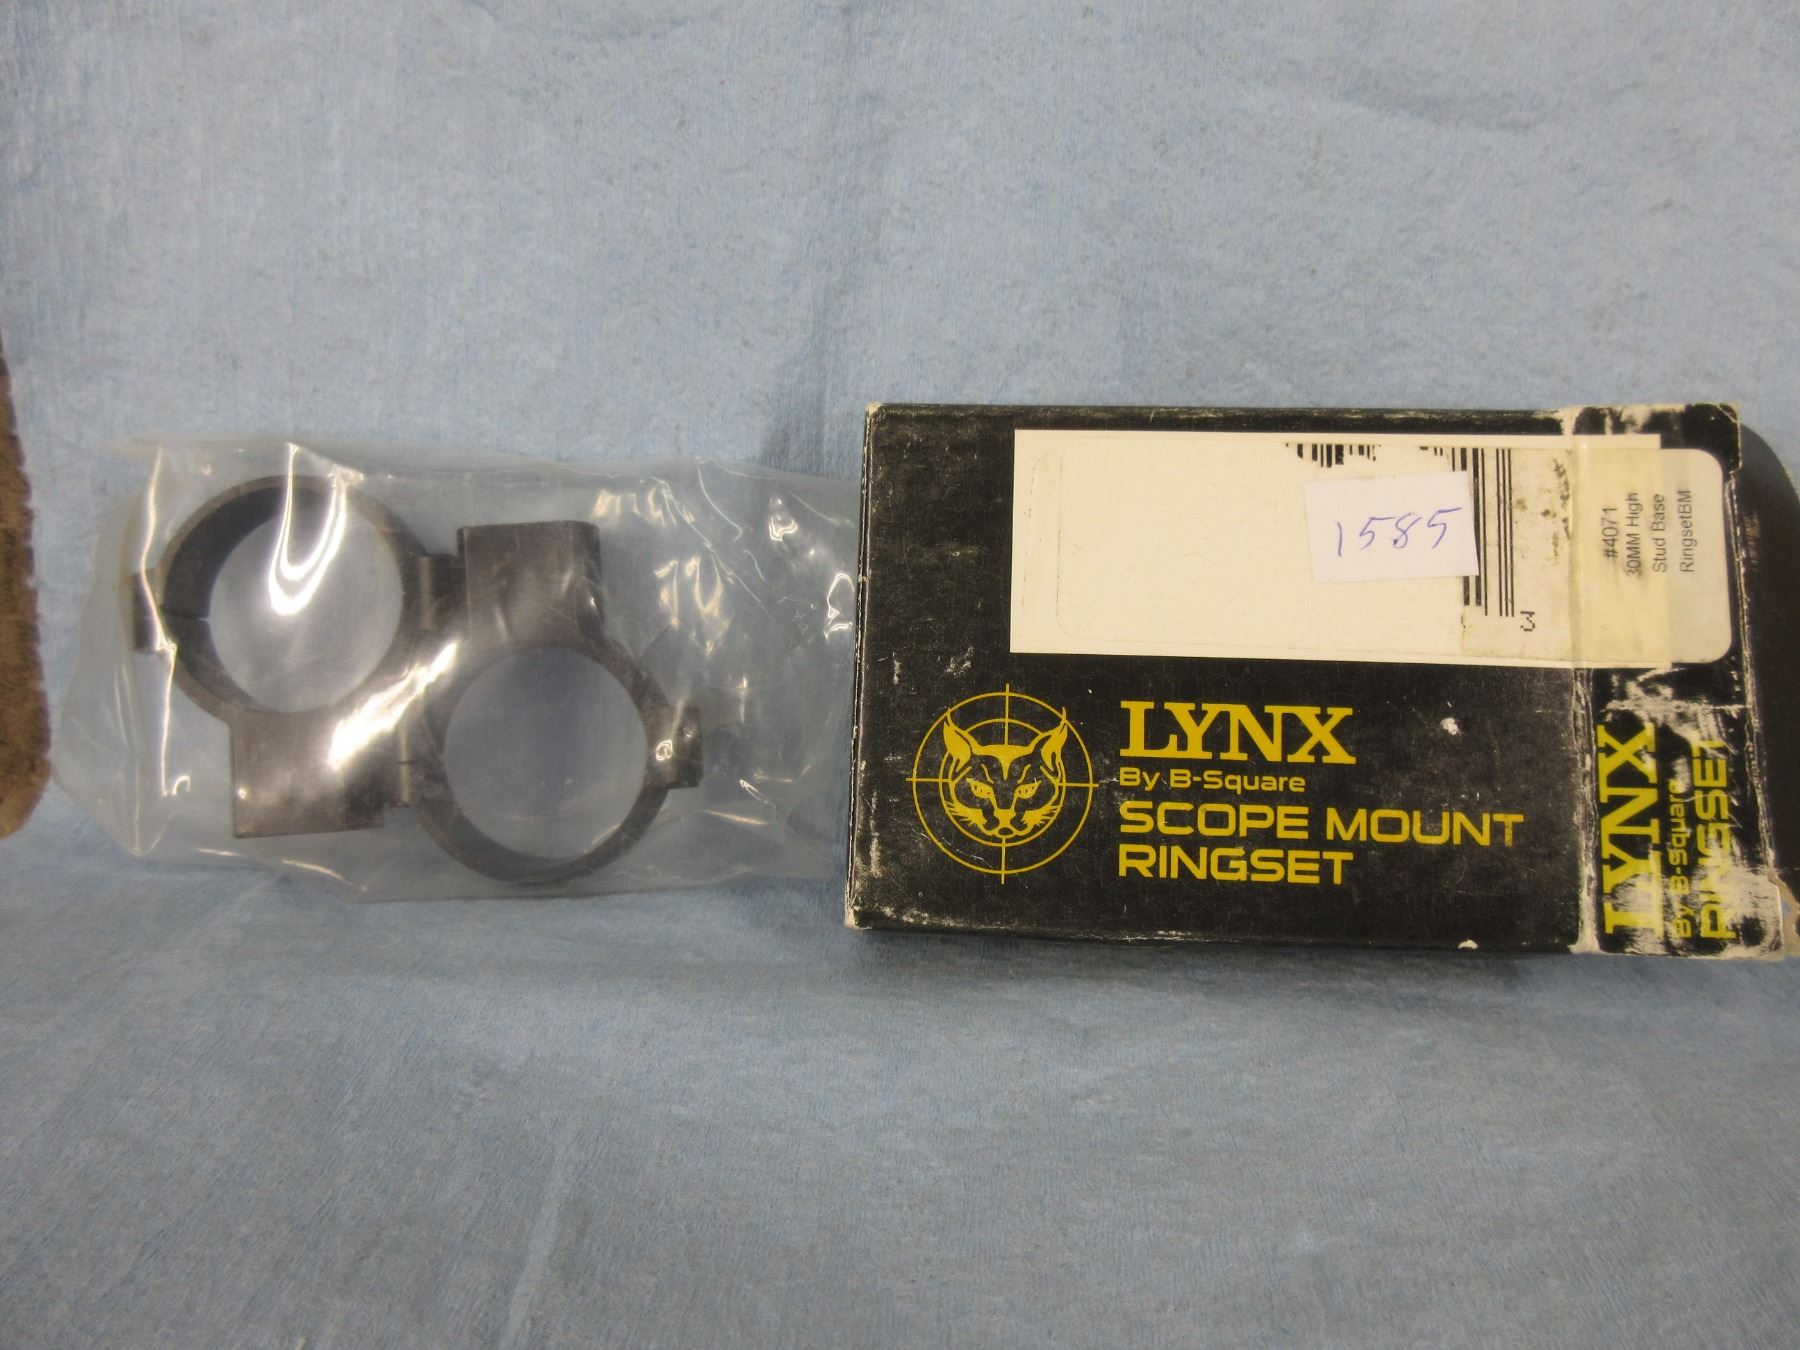 1585
3
#4071
30MM High
Stud Base
RingsetBM
LYNX
By B-Square
SCOPE MOUNT
RINGSET
LYNX
By B-Square
RINGSET